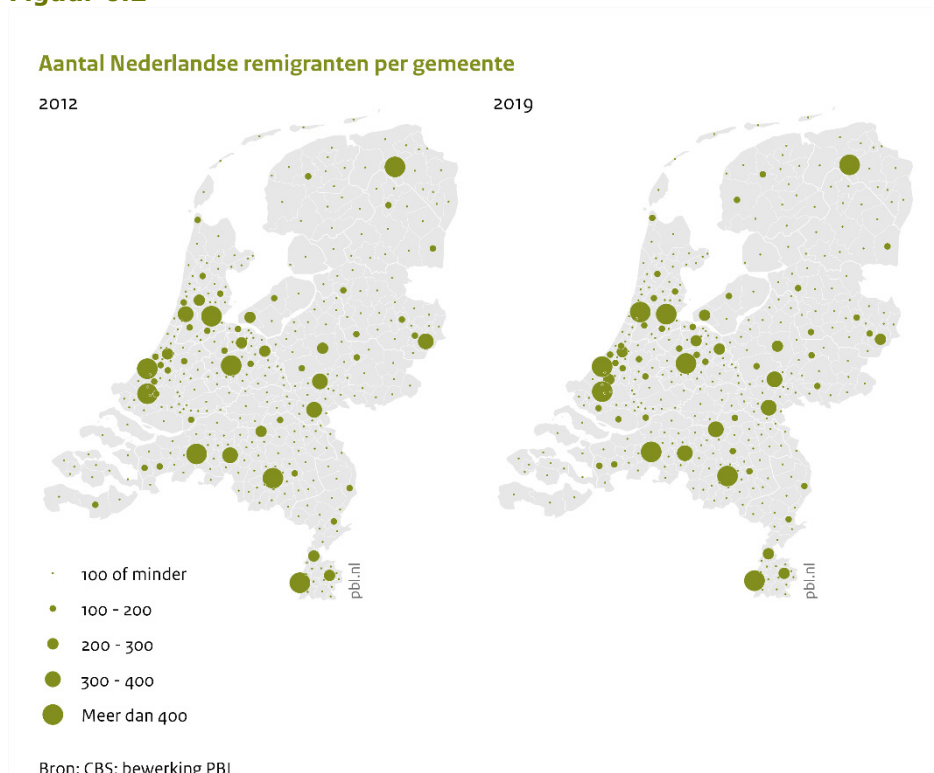 Aantal Nederlandse remigranten per gemeente
2012
2019
100 of minder
100 - 200
200 - 300
300 - 400
Meer dan 400
pbl.nl
pbl.nl
Bron: CBS; bewerking PBL